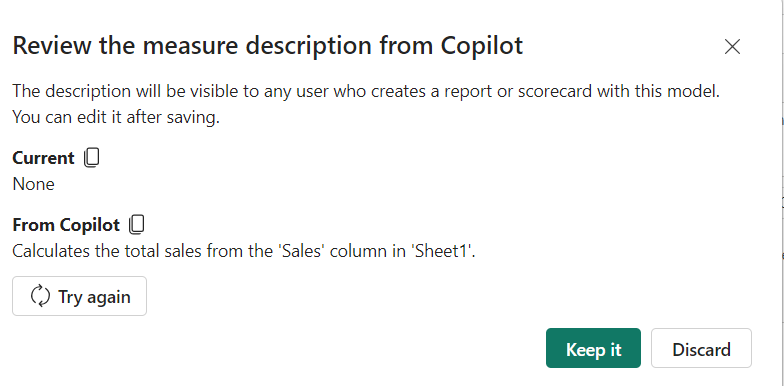 Review the measure description from Copilot
The description will be visible to any user who creates a report or scorecard with this model.
You can edit it after saving.
Current
None
From Copilot
Calculates the total sales from the 'Sales' column in 'Sheet1'.
Try again
Keep it
Discard